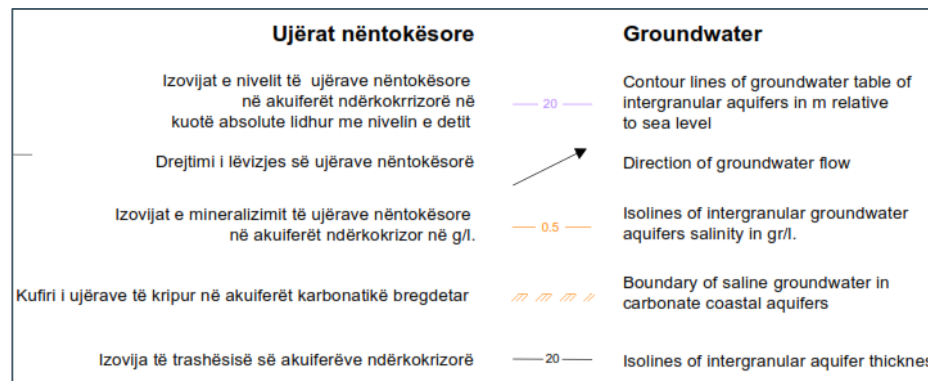 Ujërat nëntokësore
Groundwater
Izovijat e nivelit të ujërave nëntokësore
në akuiferët ndërkokrrizorë në
kuotë absolute lidhur me nivelin e detit
20
Contour lines of groundwater table of
intergranular aquifers in m relative
to sea level
Drejtimi i lëvizjes së ujërave nëntokësorë
Direction of groundwater flow
Izovijat e mineralizimit të ujërave nëntokësore
në akuiferët ndërkokrizor në g/l.
0.5
Isolines of intergranular groundwater
aquifers salinity in gr/l.
Kufiri i ujërave të kripur në akuiferët karbonatikë bregdetar
Boundary of saline groundwater in
carbonate coastal aquifers
Izovija të trashësisë së akuiferëve ndërkokrizorë
20
Isolines of intergranular aquifer thicknes